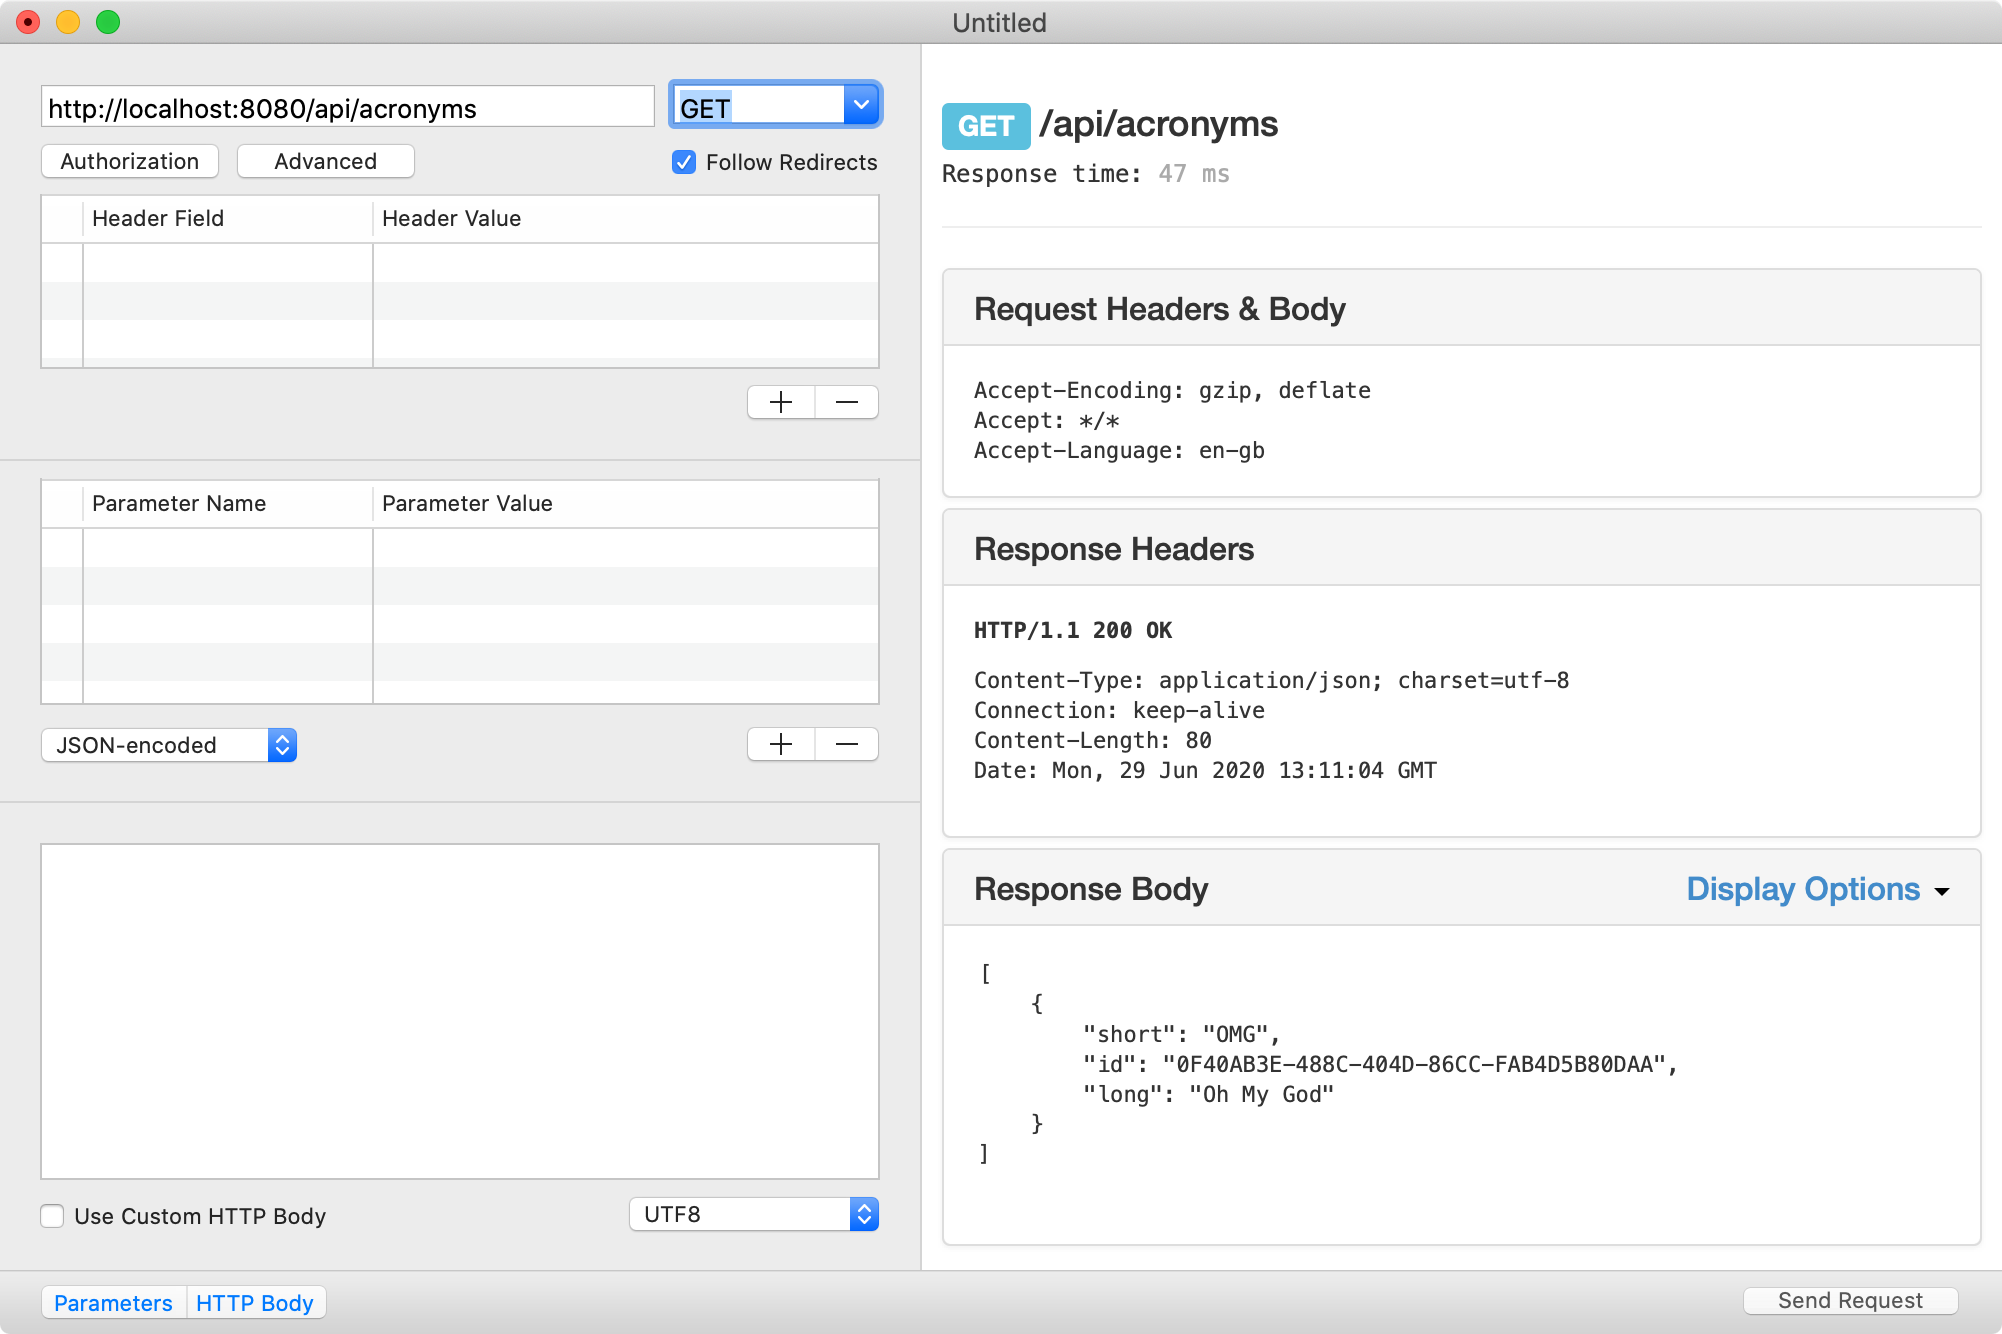 Untitled
http://localhost:8080/api/acronyms
GET
Authorization
Advanced
Follow Redirects
Header Field
Header Value
Parameter Name
Parameter Value
JSON-encoded
Use Custom HTTP Body
UTF8
Parameters
HTTP Body
GET /api/acronyms
Response time: 47 ms
Request Headers & Body
Accept-Encoding: gzip, deflate
Accept: */*
Accept-Language: en-gb
Response Headers
HTTP/1.1 200 OK
Content-Type: application/json; charset=utf-8
Connection: keep-alive
Content-Length: 80
Date: Mon, 29 Jun 2020 13:11:04 GMT
Response Body
Display Options
[
{
"short": "OMG",
"id": "0F40AB3E-488C-404D-86CC-FAB4D5B80DAA",
"long": "Oh My God"
}
]
Send Request